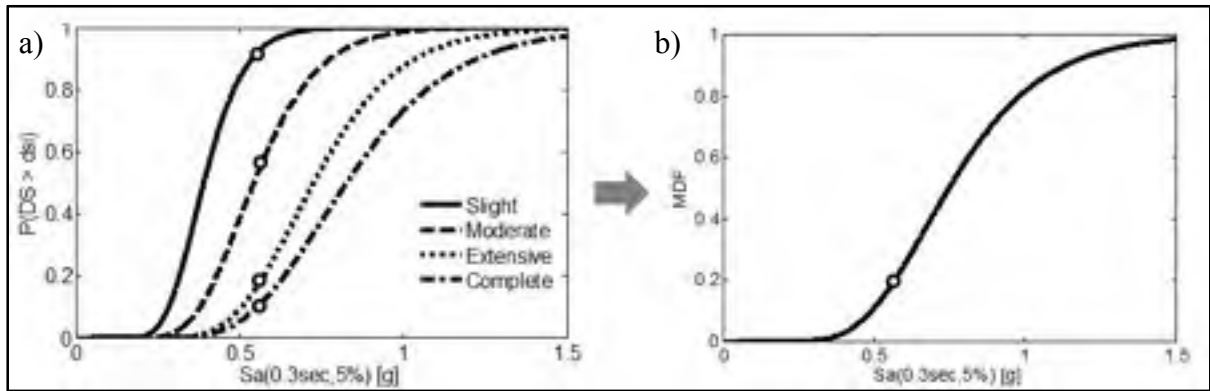 a)
P(DS > dsi)
1
0.8
0.6
0.4
0.2
0
0 0.5 1 1.5
Sa(0.3sec,5%) [g]
Slight
Moderate
Extensive
Complete
b)
MDF
1
0.8
0.6
0.4
0.2
0
0 0.5 1 1.5
Sa(0.3sec,5%) [g]